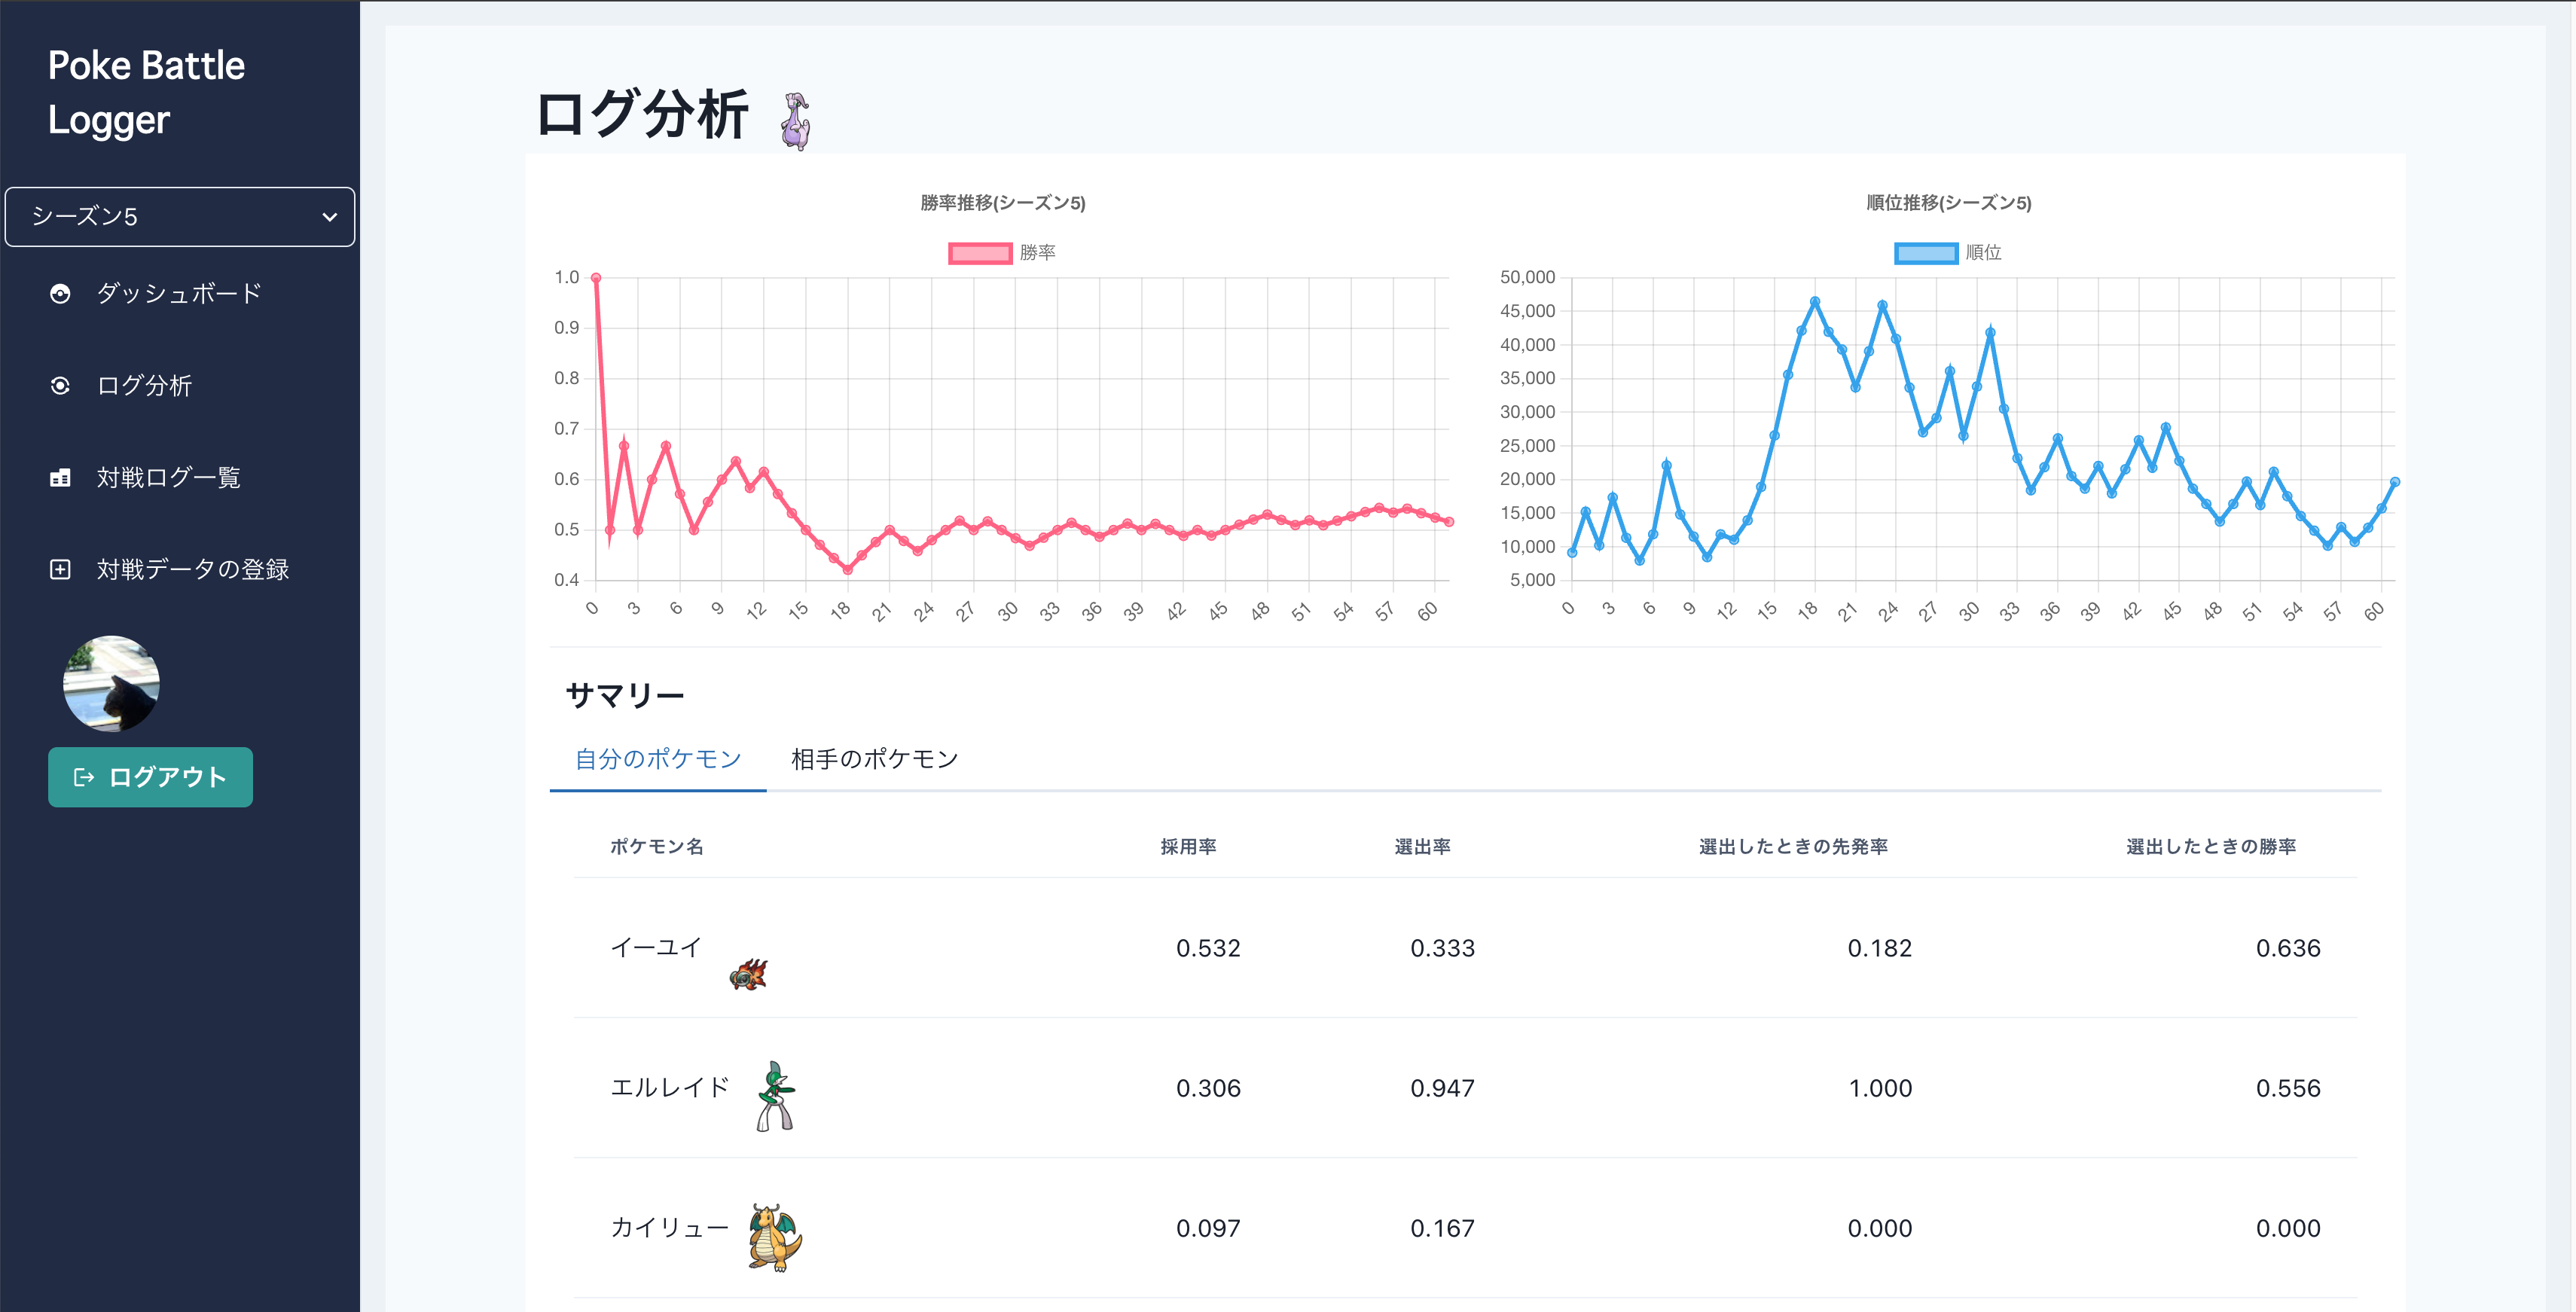 Poke Battle
Logger
シーズン5
ダッシュボード
ログ分析
対戦ログ一覧
対戦データの登録
ログアウト
ログ分析
勝率推移(シーズン5)
勝率
1.0
0.9
0.8
0.7
0.6
0.5
0.4
0 3 6 9 12 15 18 21 24 27 30 33 36 39 42 45 48 51 54 57 60
順位推移(シーズン5)
順位
50,000
45,000
40,000
35,000
30,000
25,000
20,000
15,000
10,000
5,000
0 3 6 9 12 15 18 21 24 27 30 33 36 39 42 45 48 51 54 57 60
サマリー
自分のポケモン 相手のポケモン
ポケモン名 採用率 選出率 選出したときの先発率 選出したときの勝率
イーユイ 0.532 0.333 0.182 0.636
エルレイド 0.306 0.947 1.000 0.556
カイリュー 0.097 0.167 0.000 0.000